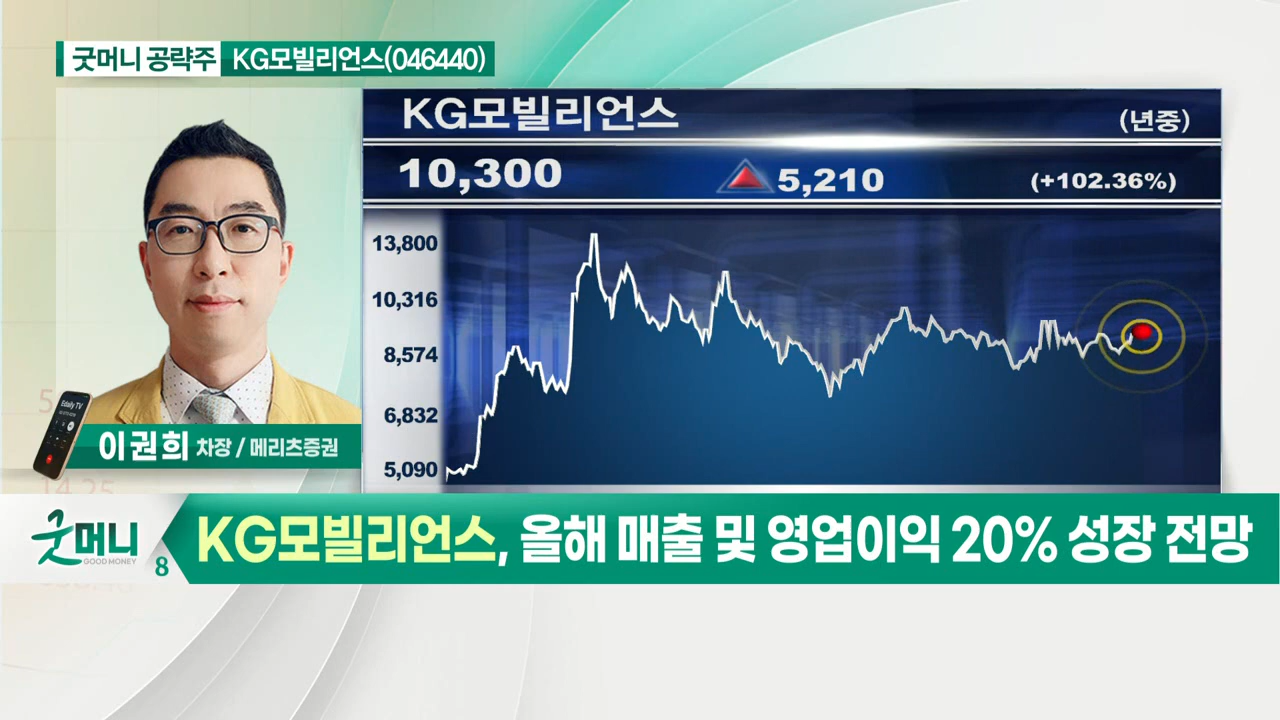 굿머니 공략주 KG모빌리언스(046440)
KG모빌리언스 (년중)
10,300 ▲ 5,210 (+102.36%)
13,800
10,316
8,574
6,832
5,090
Edaily TV
이권희 차장 / 메리츠증권
14.25
굿머니
GOOD MONEY
8
KG모빌리언스, 올해 매출 및 영업이익 20% 성장 전망